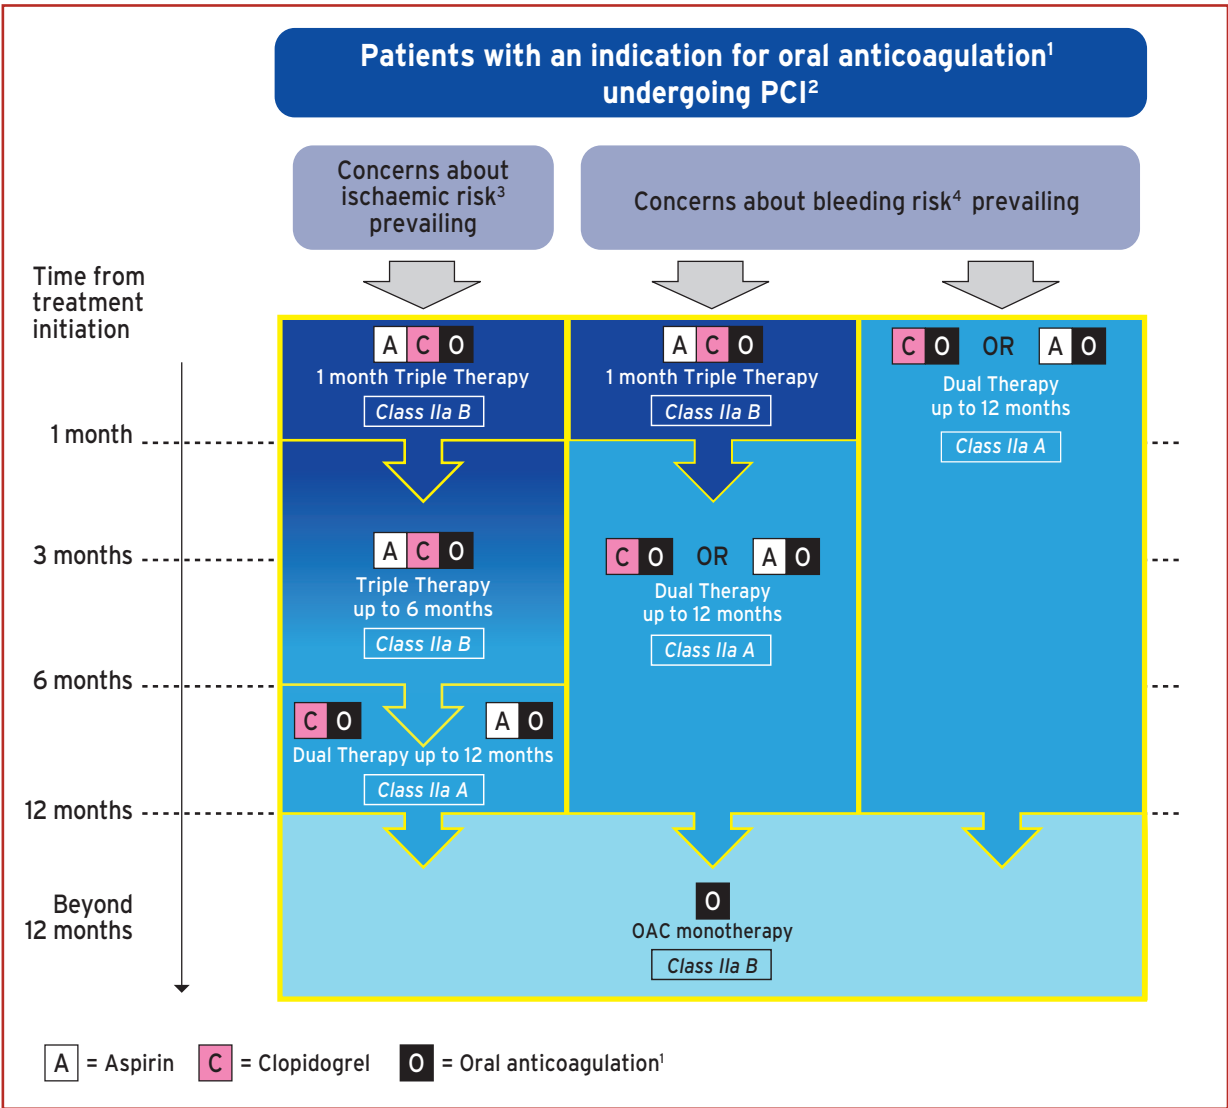 Patients with an indication for oral anticoagulation¹
undergoing PCI²
Concerns about
ischaemic risk³
prevailing
Concerns about bleeding risk⁴ prevailing
Time from
treatment
initiation
A C O
1 month Triple Therapy
Class IIa B
A C O
1 month Triple Therapy
Class IIa B
C O OR A O
Dual Therapy
up to 12 months
Class IIa A
1 month
A C O
Triple Therapy
up to 6 months
Class IIa B
3 months
C O OR A O
Dual Therapy
up to 12 months
Class IIa A
6 months
C O A O
Dual Therapy up to 12 months
Class IIa A
12 months
Beyond
12 months
O
OAC monotherapy
Class IIa B
A = Aspirin C = Clopidogrel O = Oral anticoagulation¹